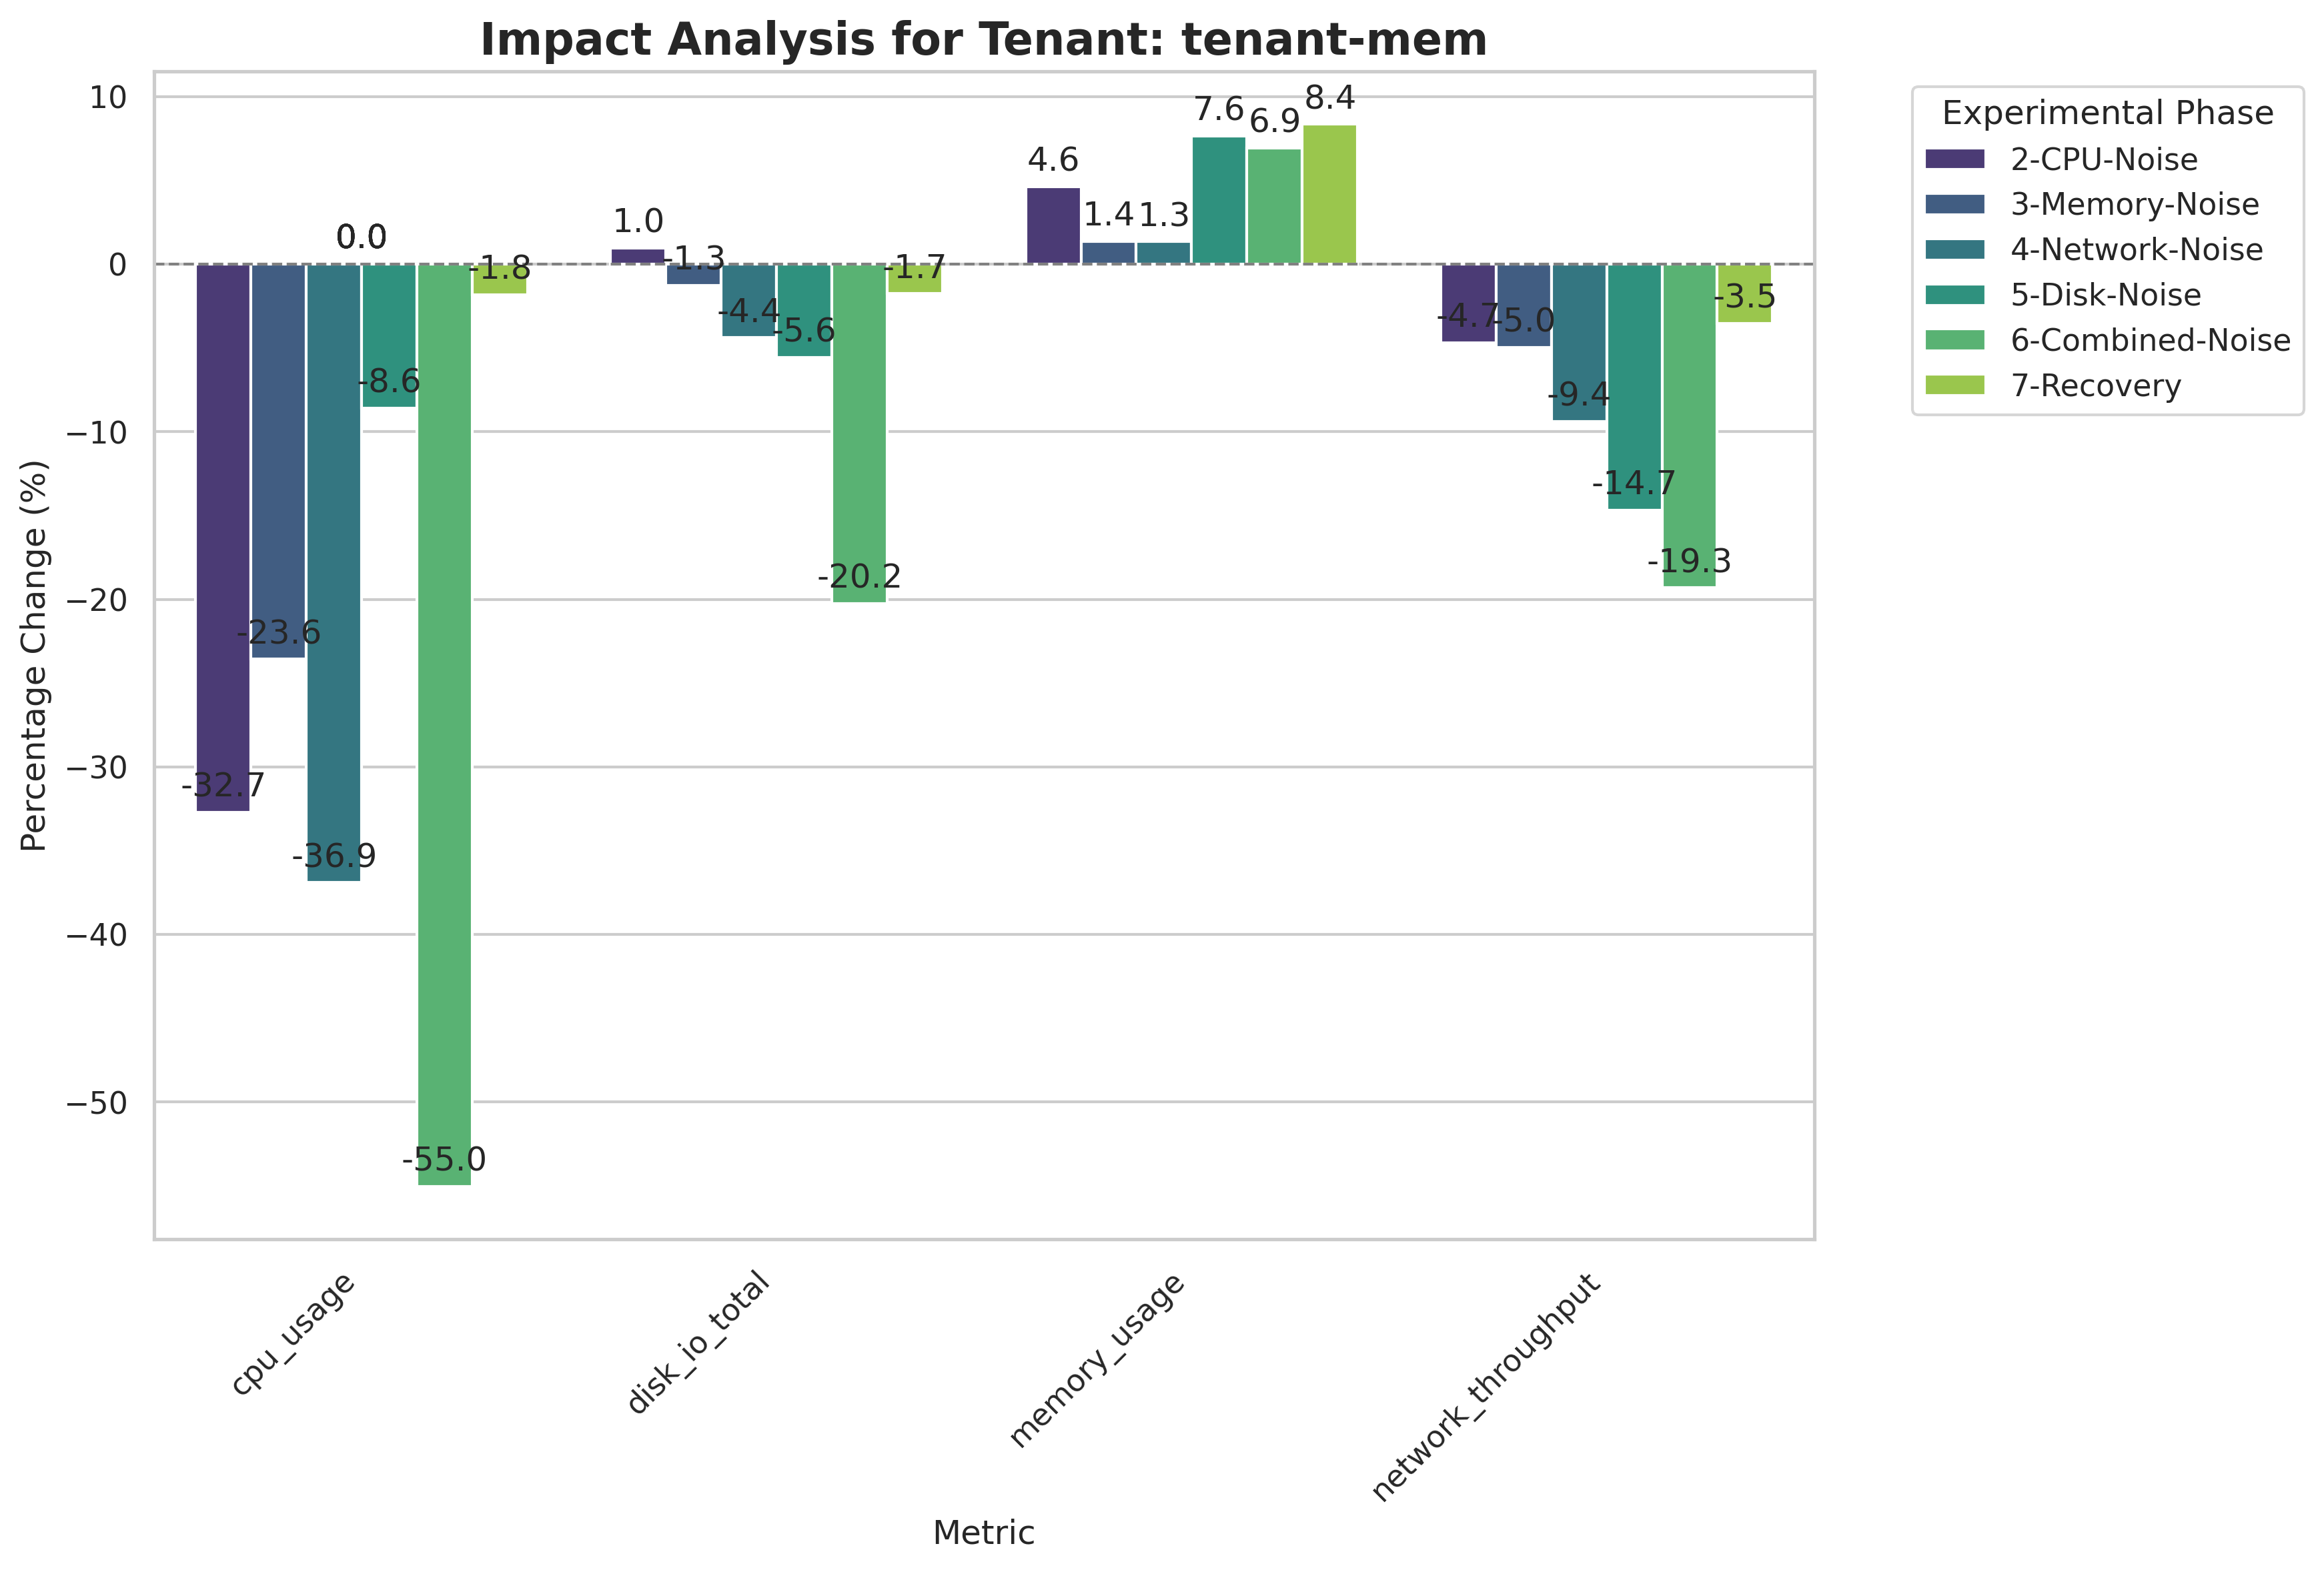 Impact Analysis for Tenant: tenant-mem
Percentage Change (%)
10
0
−10
−20
−30
−40
−50
-32.7
-23.6
-36.9
0.0
-8.6
-55.0
-1.8
1.0
-1.3
-4.4
-5.6
-20.2
-1.7
4.6
1.4
1.3
7.6
6.9
8.4
-4.7
-5.0
-9.4
-14.7
-19.3
-3.5
cpu_usage
disk_io_total
memory_usage
network_throughput
Metric
Experimental Phase
2-CPU-Noise
3-Memory-Noise
4-Network-Noise
5-Disk-Noise
6-Combined-Noise
7-Recovery